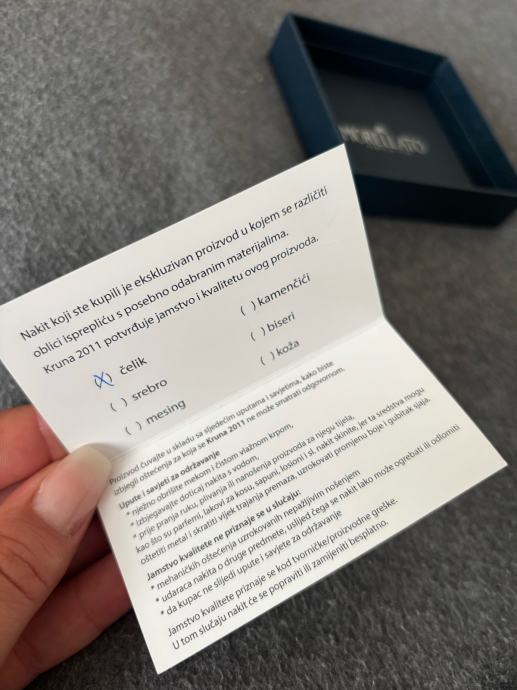 Nakit koji ste kupili je ekskluzivan proizvod u kojem se različiti
oblici isprepliću s posebno odabranim materijalima.
Kruna 2011 potvrđuje jamstvo i kvalitetu ovog proizvoda.
(X) čelik
( ) srebro
( ) mesing
( ) kamenčići
( ) biseri
( ) koža
Proizvod čuvajte u skladu sa sljedećim uputama i savjetima, kako biste
izbjegli oštećenja za koja se Kruna 2011 ne može smatrati odgovornom.
Upute i savjeti za održavanje
* nježno obrišite mekom i čistom vlažnom krpom,
* izbjegavajte doticaj nakita s vodom,
* prije pranja ruku, plivanja ili nanošenja proizvoda za njegu tijela,
kao što su parfemi, lakovi za kosu, sapuni, losioni i sl. nakit skinite, jer ta sredstva mogu
oštetiti metal i skratiti vijek trajanja premaza, uzrokovati promjenu boje i gubitak sjaja.
Jamstvo kvalitete ne priznaje se u slučaju:
* mehaničkih oštećenja uzrokovanih nepažljivim nošenjem
* udaraca nakita o druge predmete, uslijed čega se nakit lako može ogrebati ili odlomiti
* da kupac ne slijedi upute i savjete za održavanje
Jamstvo kvalitete priznaje se kod tvorničke/proizvodne greške.
U tom slučaju nakit će se popraviti ili zamijeniti besplatno.